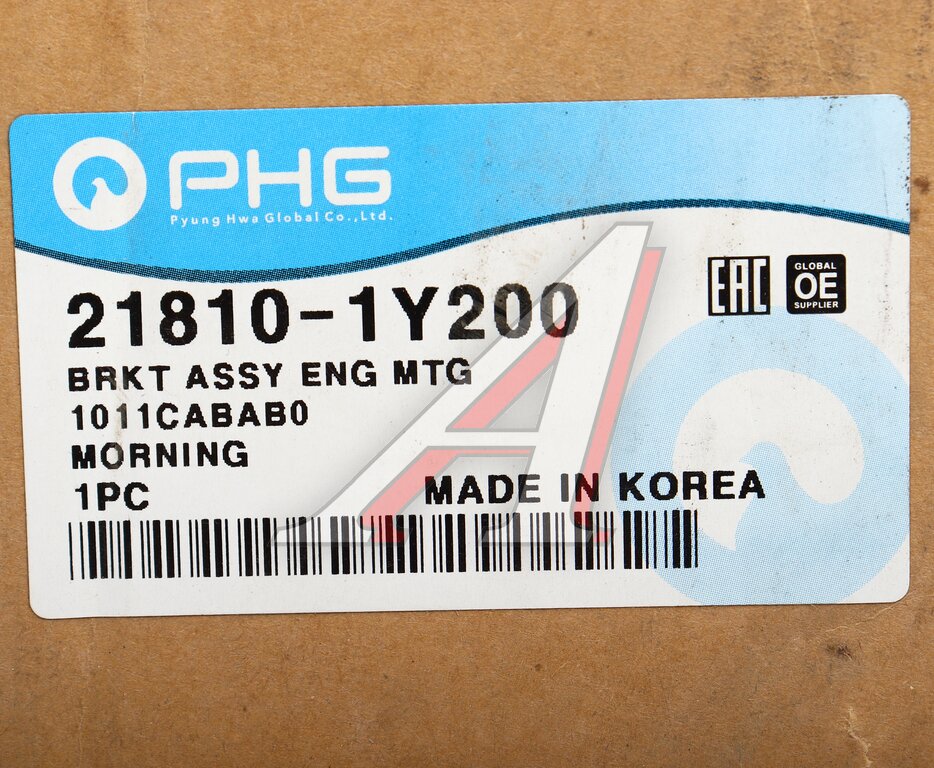 PHG
Pyung Hwa Global Co.,Ltd.
EAC
GLOBAL
OE
SUPPLIER
21810-1Y200
BRKT ASSY ENG MTG
1011CABAB0
MORNING
1PC
MADE IN KOREA